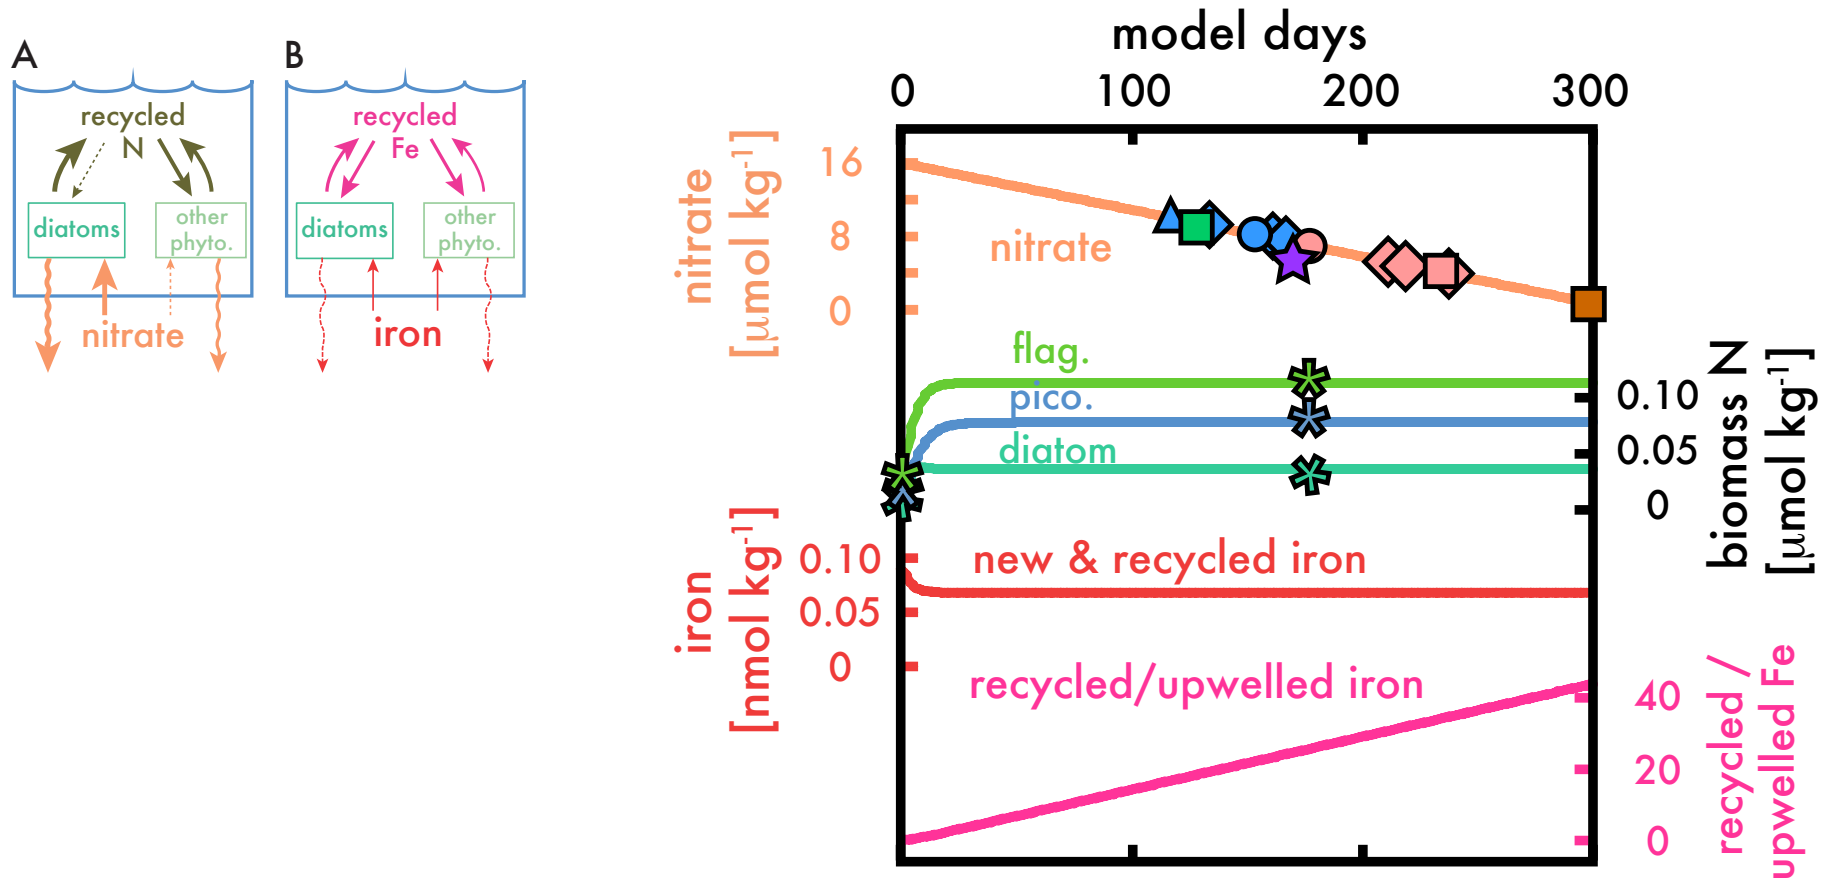 A
recycled
N
diatoms
other
phyto.
nitrate
B
recycled
Fe
diatoms
other
phyto.
iron
model days
0 100 200 300
nitrate
[µmol kg-1]
16
8
0
nitrate
flag.
pico.
diatom
biomass N
[µmol kg-1]
0.10
0.05
0
iron
[nmol kg-1]
0.10
0.05
0
new & recycled iron
recycled/upwelled iron
recycled /
upwelled Fe
40
20
0